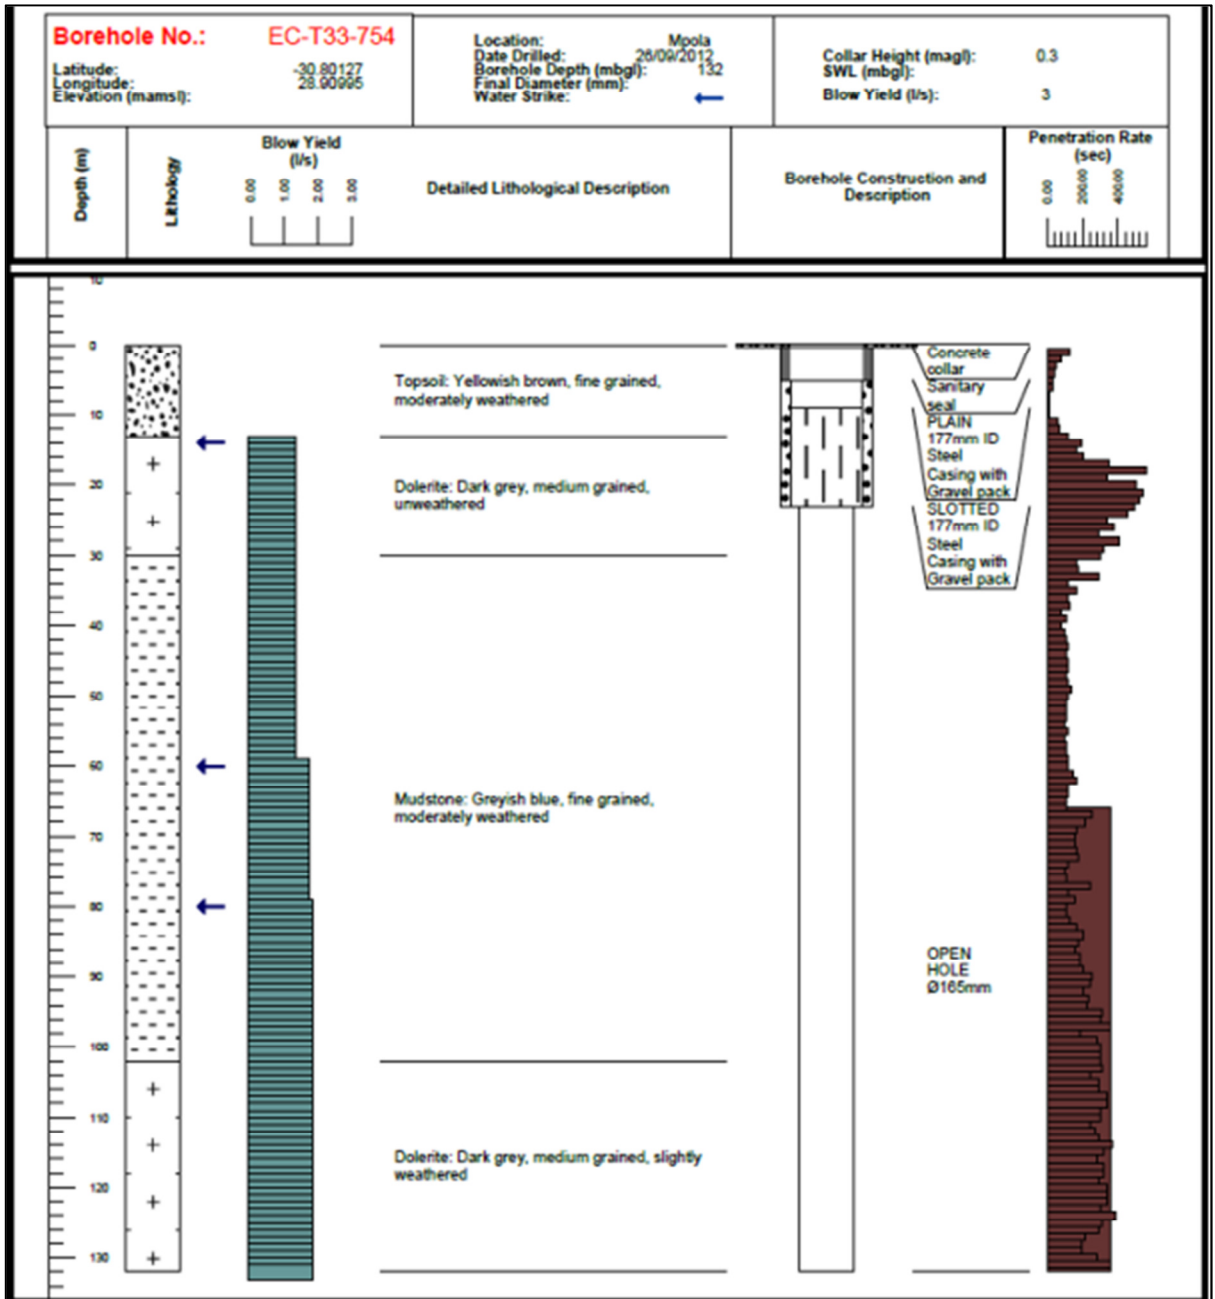 Borehole No.: EC-T33-754
Latitude: -30.80127
Longitude: 28.90995
Elevation (mamsl):
Location: Mpola
Date Drilled: 26/09/2012
Borehole Depth (mbgl): 132
Final Diameter (mm):
Water Strike:
Collar Height (magl): 0.3
SWL (mbgl):
Blow Yield (l/s): 3
Depth (m)
Lithology
Blow Yield
(l/s)
0.00 1.00 2.00 3.00
Detailed Lithological Description
Borehole Construction and
Description
Penetration Rate
(sec)
0.00 200.00 400.00
10
0
10
20
30
40
50
60
70
80
90
100
110
120
130
Topsoil: Yellowish brown, fine grained,
moderately weathered
Dolerite: Dark grey, medium grained,
unweathered
Mudstone: Greyish blue, fine grained,
moderately weathered
Dolerite: Dark grey, medium grained, slightly
weathered
Concrete
collar
Sanitary
seal
PLAIN
177mm ID
Steel
Casing with
Gravel pack
SLOTTED
177mm ID
Steel
Casing with
Gravel pack
OPEN
HOLE
Ø165mm